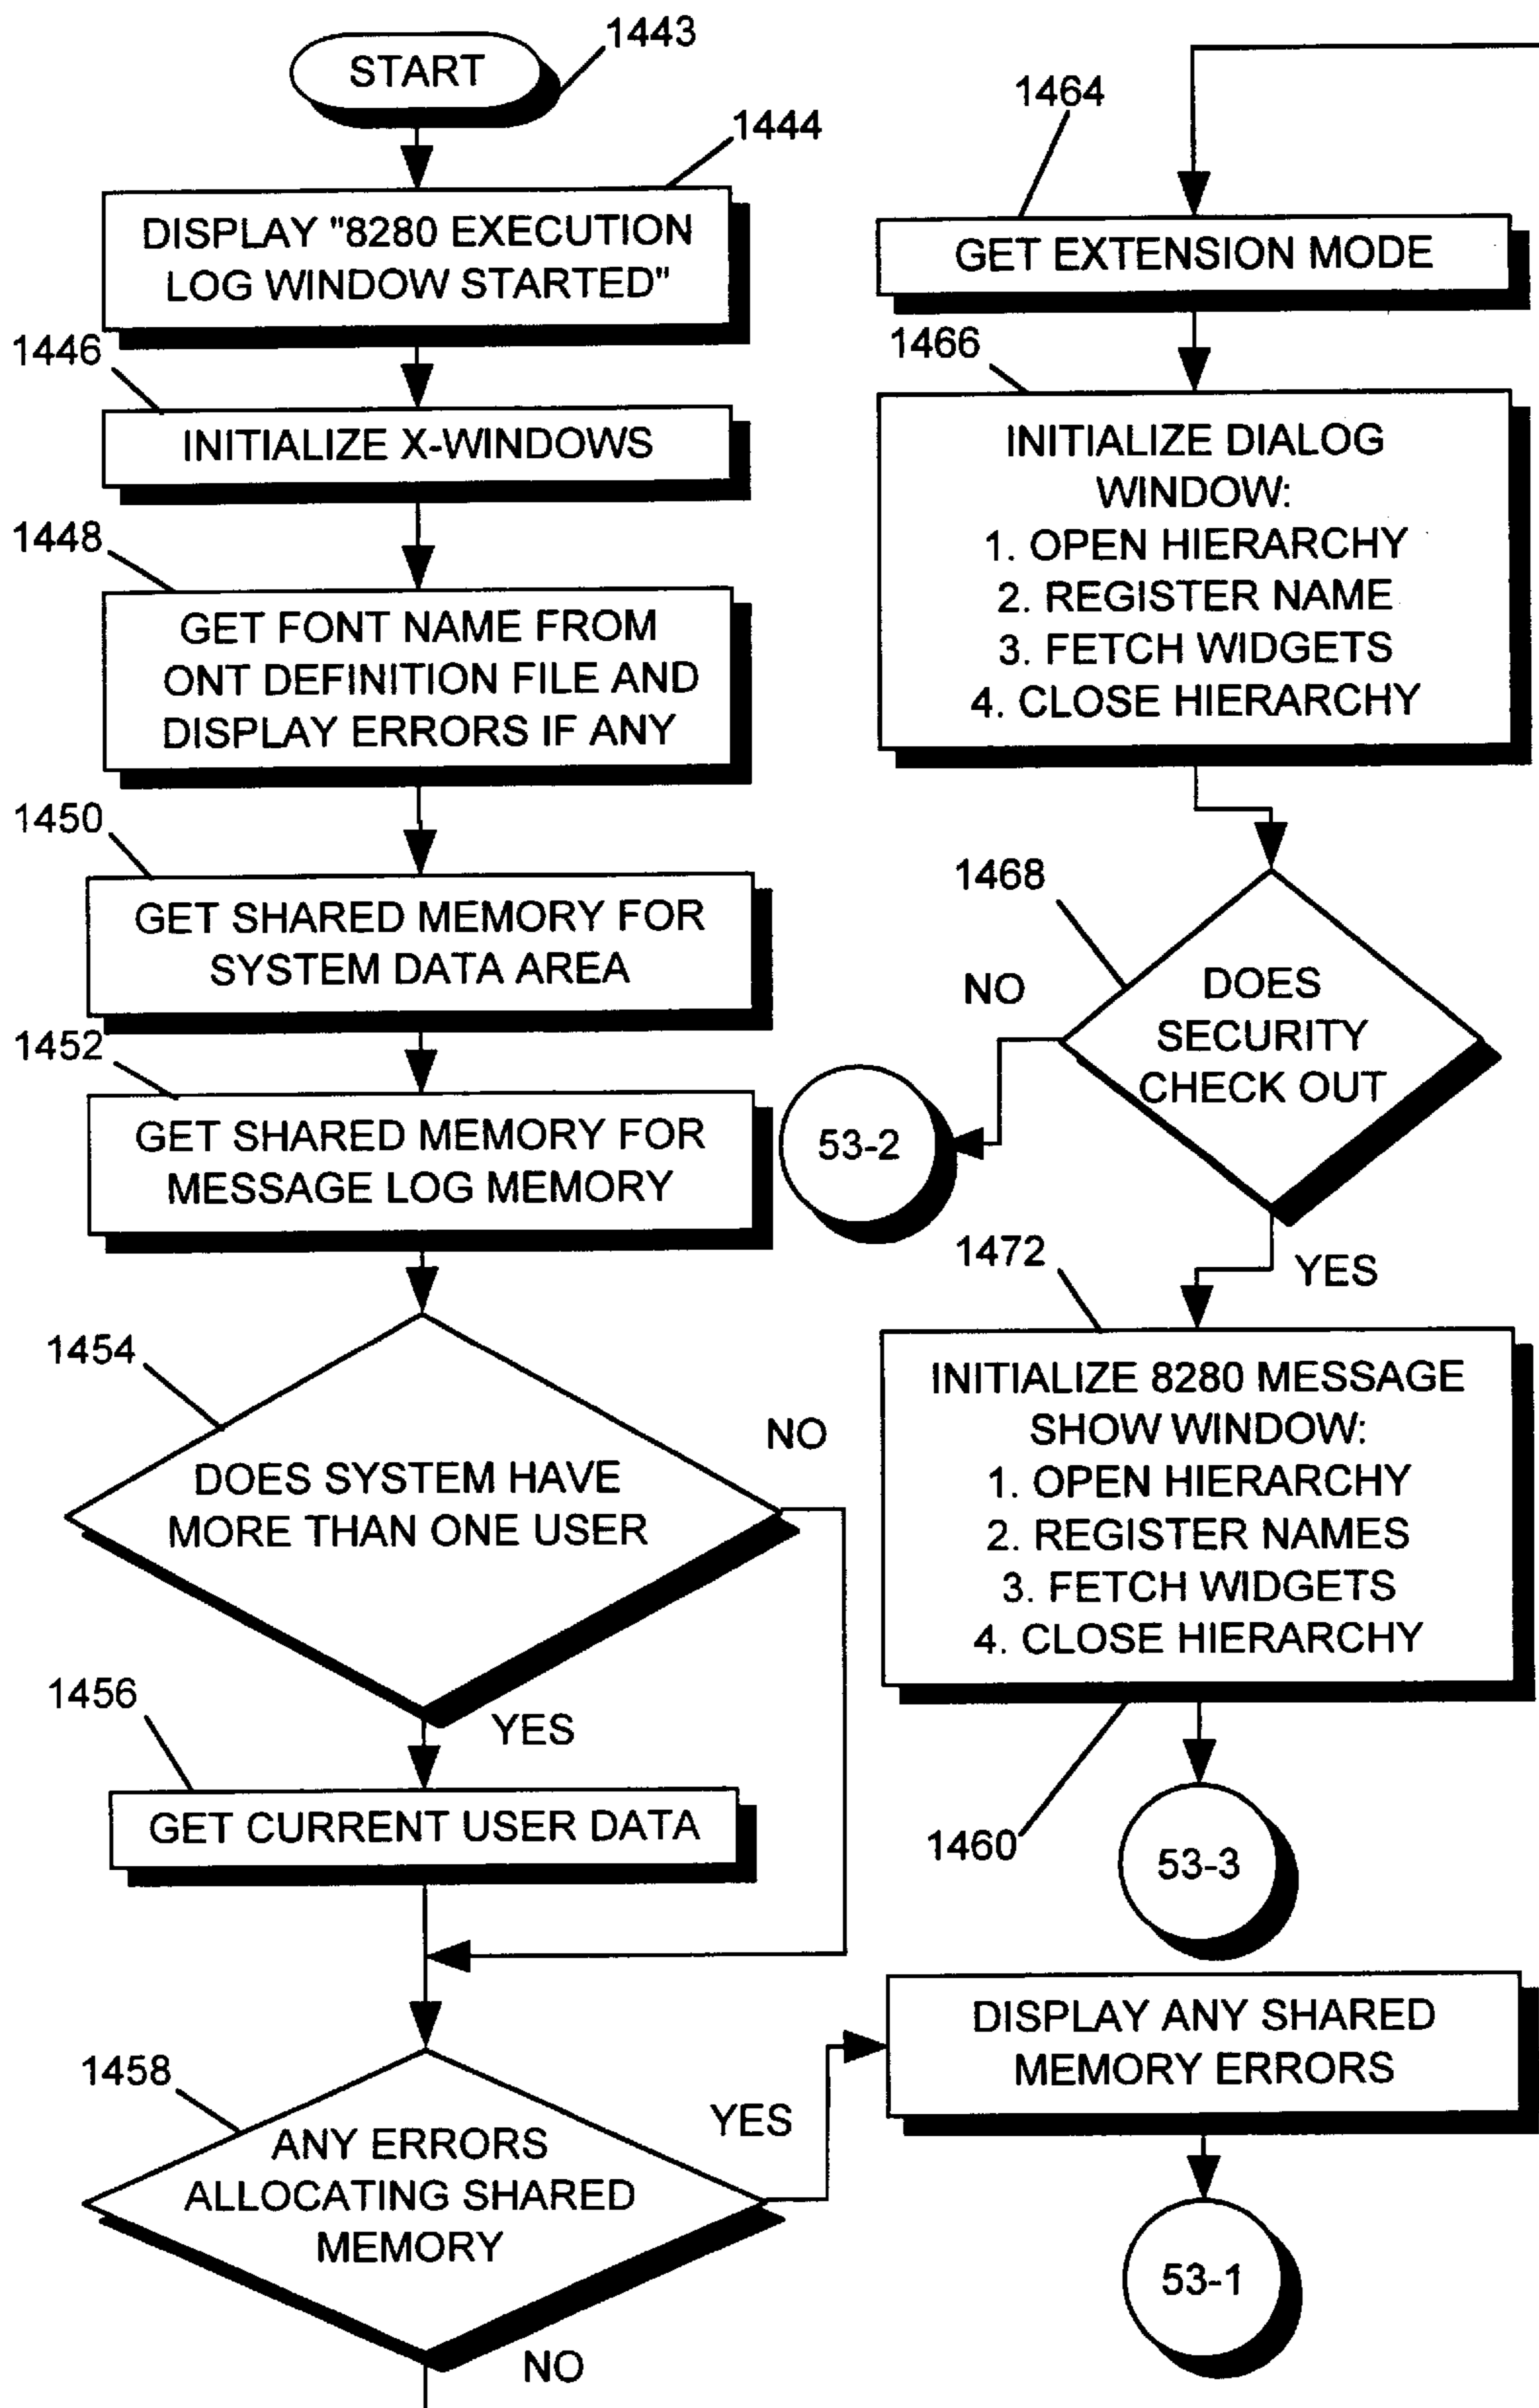 START
1443
1444
DISPLAY "8280 EXECUTION
LOG WINDOW STARTED"
1446
INITIALIZE X-WINDOWS
1448
GET FONT NAME FROM
ONT DEFINITION FILE AND
DISPLAY ERRORS IF ANY
1450
GET SHARED MEMORY FOR
SYSTEM DATA AREA
1452
GET SHARED MEMORY FOR
MESSAGE LOG MEMORY
1454
DOES SYSTEM HAVE
MORE THAN ONE USER
NO
YES
1456
GET CURRENT USER DATA
1458
ANY ERRORS
ALLOCATING SHARED
MEMORY
YES
NO
1464
GET EXTENSION MODE
1466
INITIALIZE DIALOG
WINDOW:
1. OPEN HIERARCHY
2. REGISTER NAME
3. FETCH WIDGETS
4. CLOSE HIERARCHY
1468
DOES
SECURITY
CHECK OUT
NO
53-2
YES
1472
INITIALIZE 8280 MESSAGE
SHOW WINDOW:
1. OPEN HIERARCHY
2. REGISTER NAMES
3. FETCH WIDGETS
4. CLOSE HIERARCHY
1460
53-3
DISPLAY ANY SHARED
MEMORY ERRORS
53-1